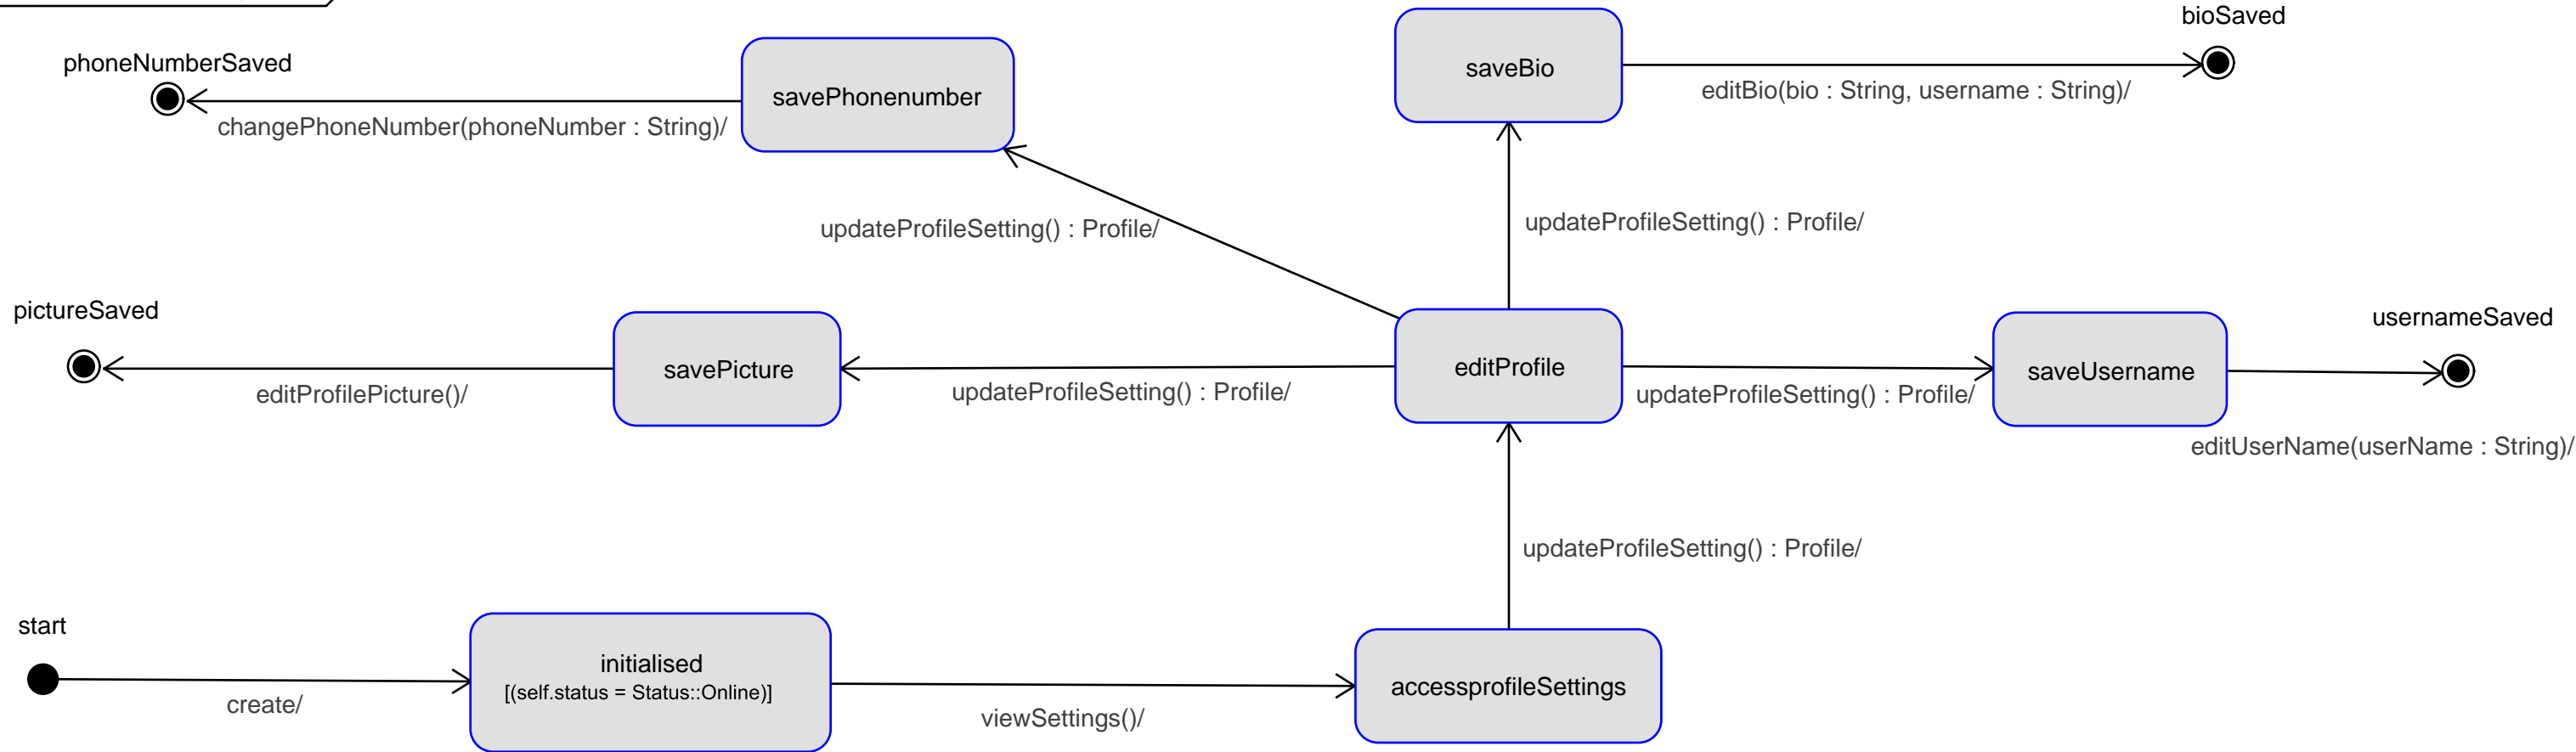 bioSaved
phoneNumberSaved
saveBio
savePhonenumber
editBio(bio : String, username : String)/
changePhoneNumber(phoneNumber : String)/
updateProfileSetting() : Profile/
updateProfileSetting() : Profile/
pictureSaved
usernameSaved
savePicture
editProfile
saveUsername
editProfilePicture()/
updateProfileSetting() : Profile/
updateProfileSetting() : Profile/
editUserName(userName : String)/
updateProfileSetting() : Profile/
start
initialised
[(self.status = Status::Online)]
accessprofileSettings
create/
viewSettings()/